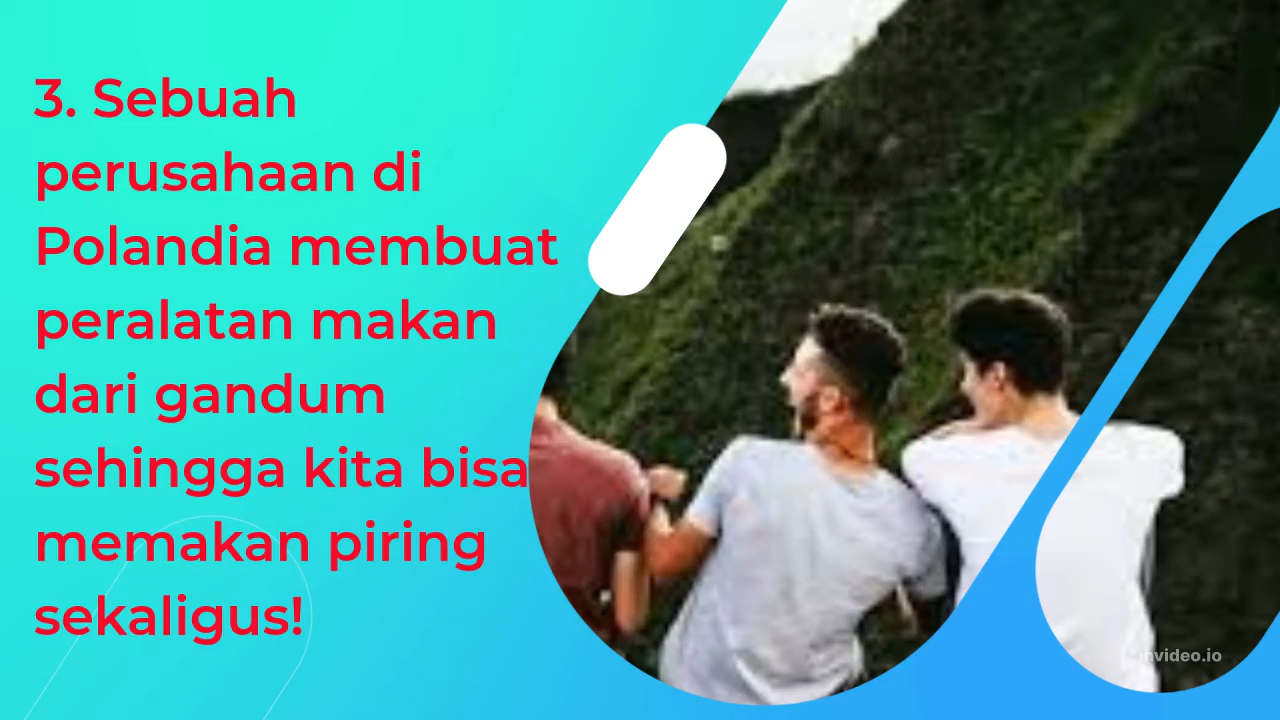 3. Sebuah
perusahaan di
Polandia membuat
peralatan makan
dari gandum
sehingga kita bisa
memakan piring
sekaligus!
invideo.io